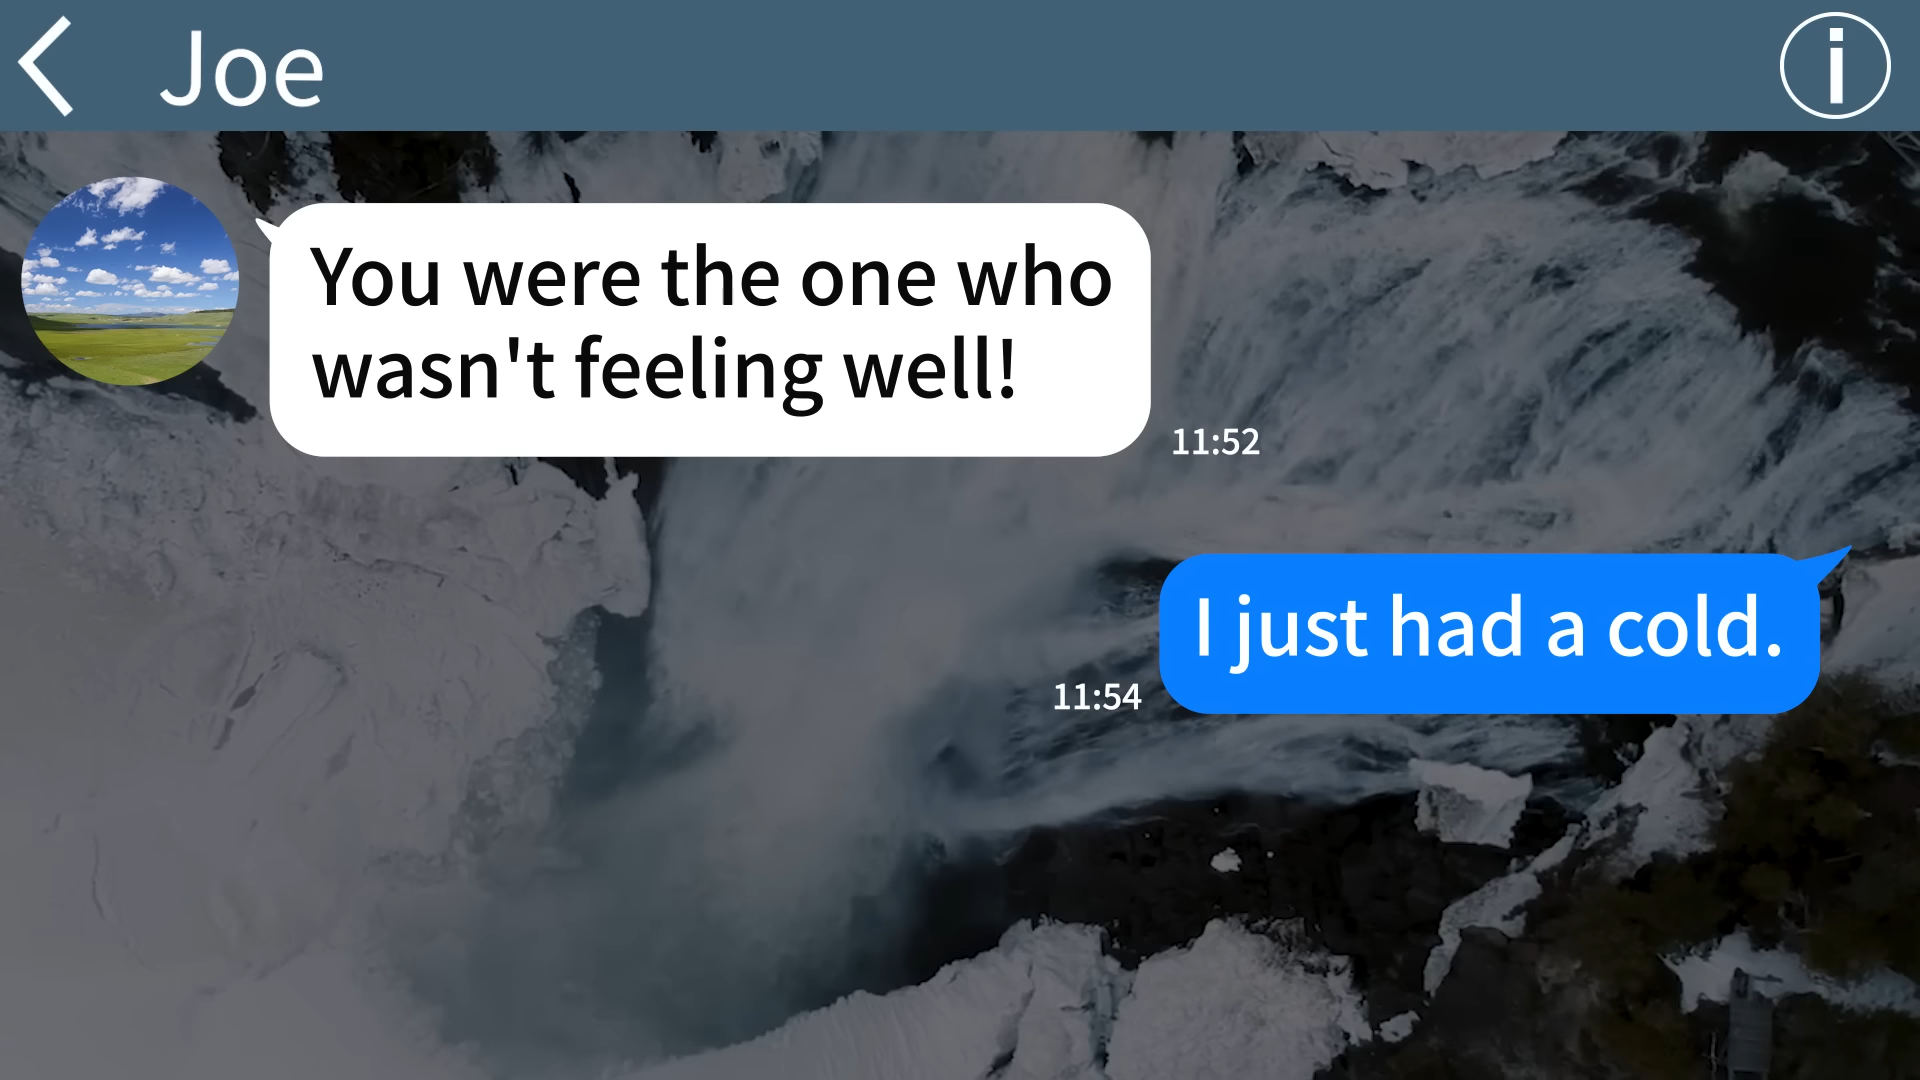 Joe
You were the one who
wasn't feeling well!
11:52
I just had a cold.
11:54